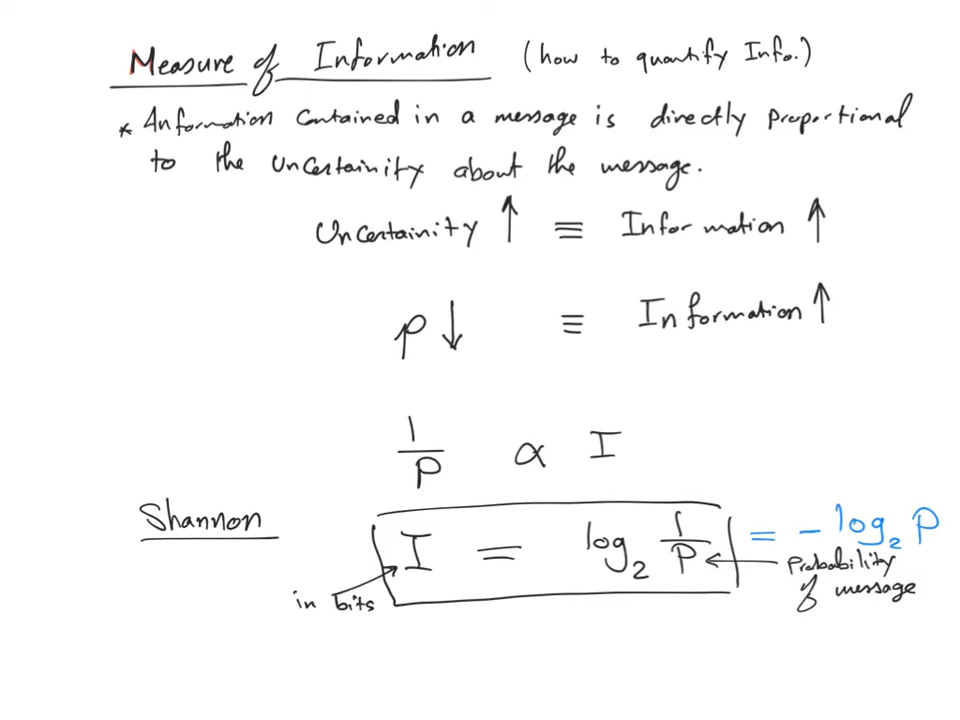 Measure of Information (how to quantify Info.)
* Information Contained in a message is directly proportional
to the Uncertainity about the message.
Uncertainity ↑ ≡ Information ↑
P ↓ ≡ Information ↑
1/P ∝ I
Shannon
I = log₂ 1/P = - log₂ P
in bits
Probability
of message